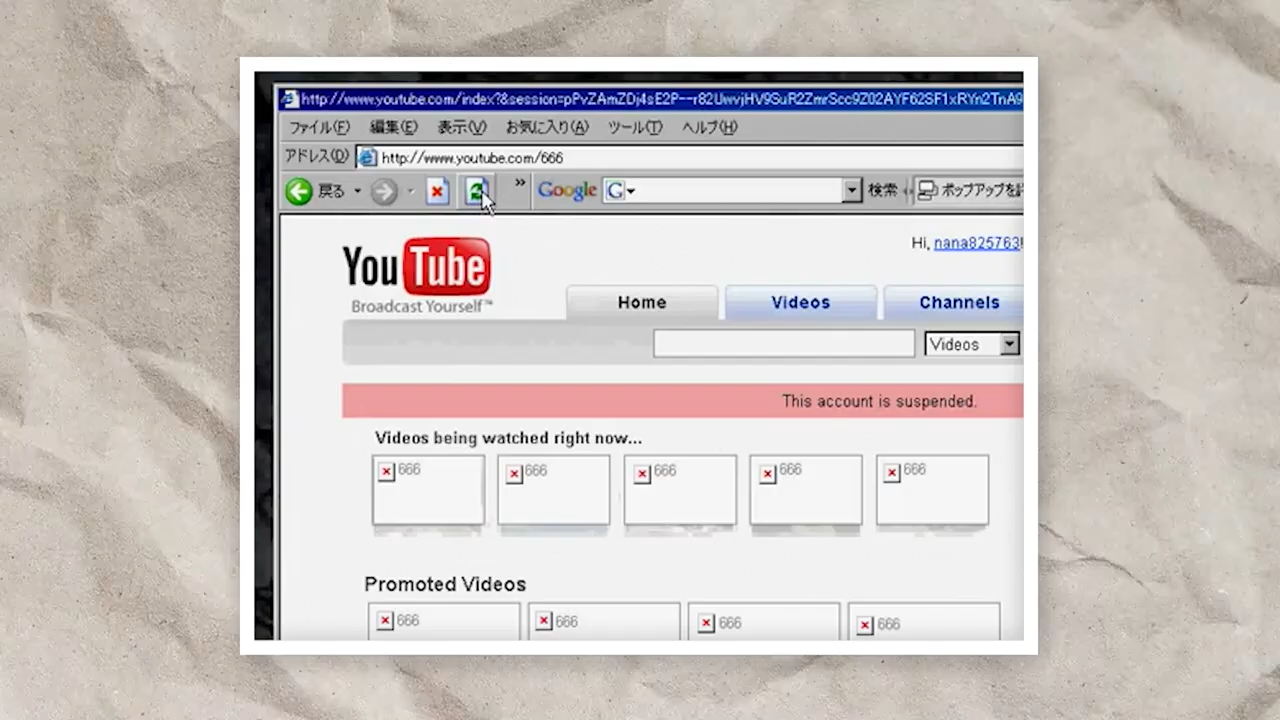 http://www.youtube.com/index?&session=pPvZAmZDj4sE2P--r82UwvjHV9SuR2ZmrScc9Z02AYF62SF1xRYn2TnA9
ファイル(F) 編集(E) 表示(V) お気に入り(A) ツール(T) ヘルプ(H)
アドレス(D) http://www.youtube.com/666
戻る » Google G 検索 ポップアップを許
You Tube
Broadcast Yourself™
Hi, nana825763!
Home Videos Channels
Videos
This account is suspended.
Videos being watched right now...
666 666 666 666 666
Promoted Videos
666 666 666 666